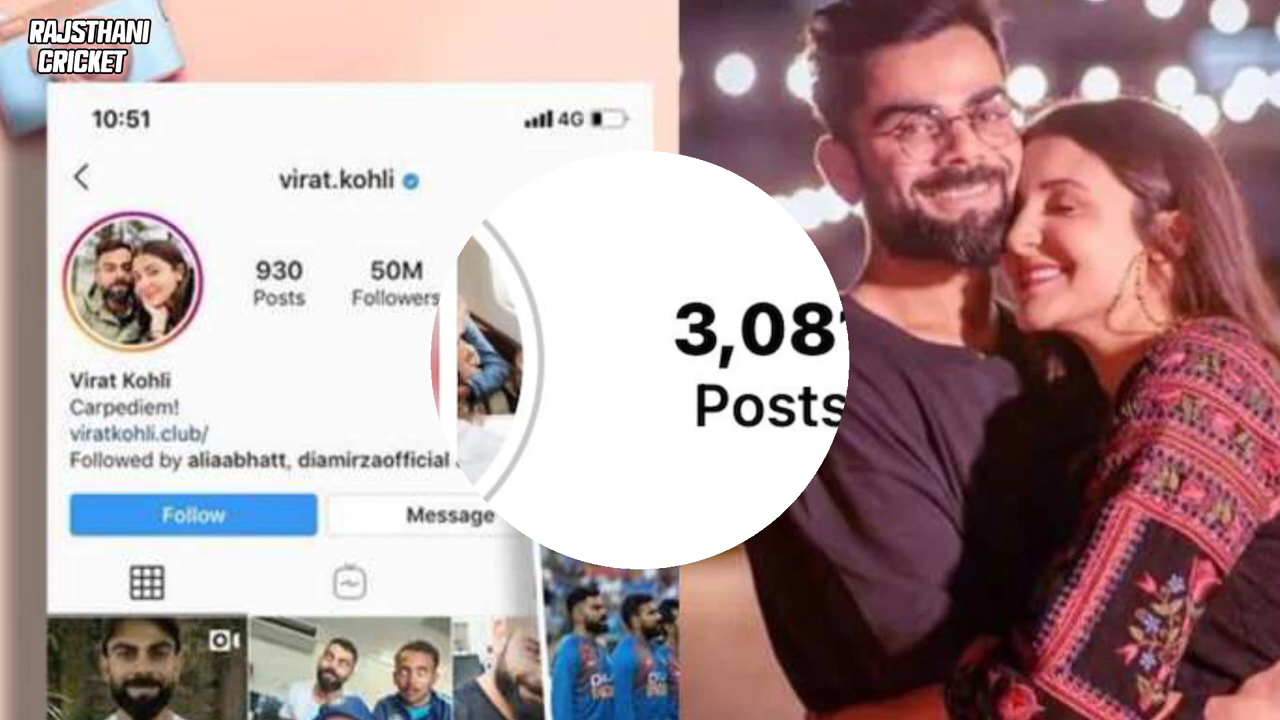 RAJSTHANI
CRICKET
10:51
4G
virat.kohli
930
Posts
50M
Followers
Virat Kohli
Carpediem!
viratkohli.club/
Followed by aliaabhatt, diamirzaofficial
Follow
Message
3,08
Posts